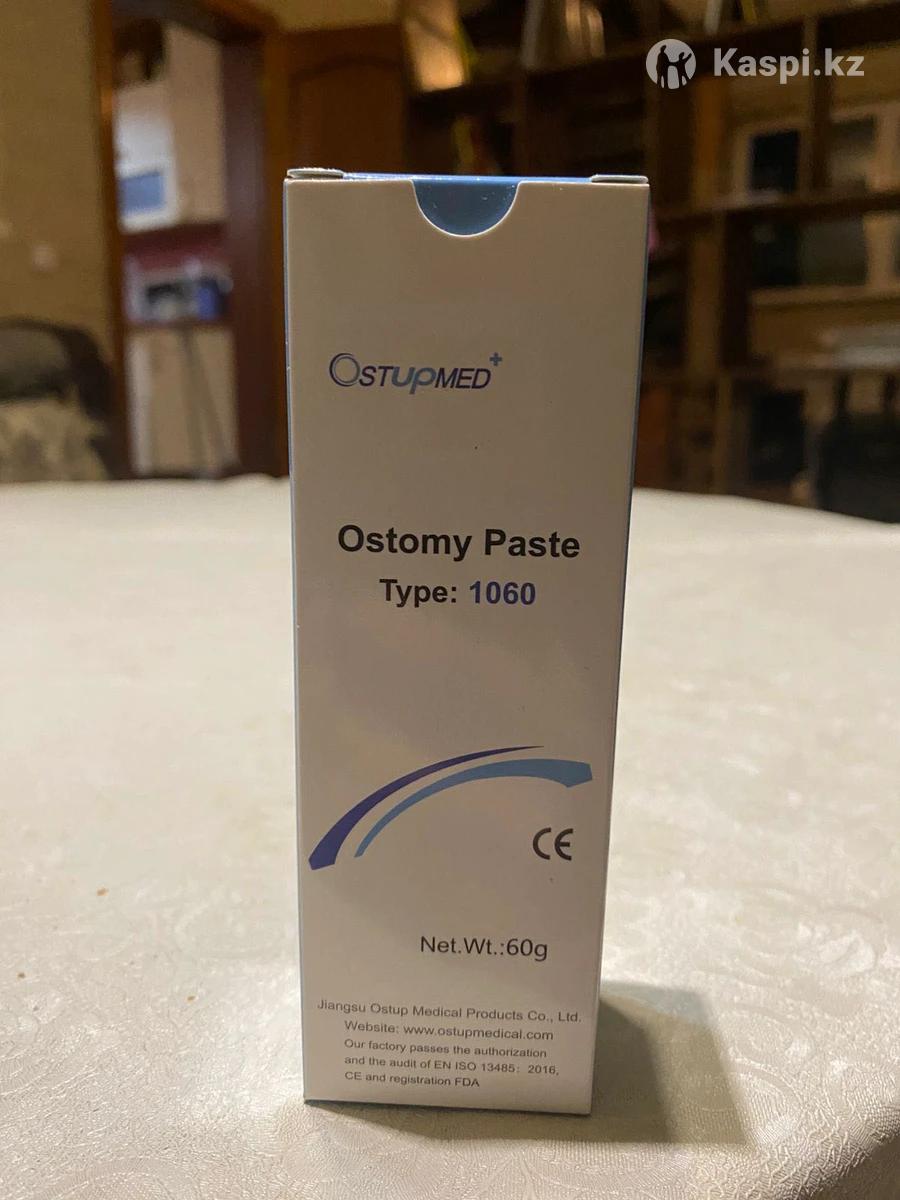 Kaspi.kz
OSTUPMED+
Ostomy Paste
Type: 1060
CE
Net.Wt.:60g
Jiangsu Ostup Medical Products Co., Ltd.
Website: www.ostupmedical.com
Our factory passes the authorization
and the audit of EN ISO 13485: 2016,
CE and registration FDA